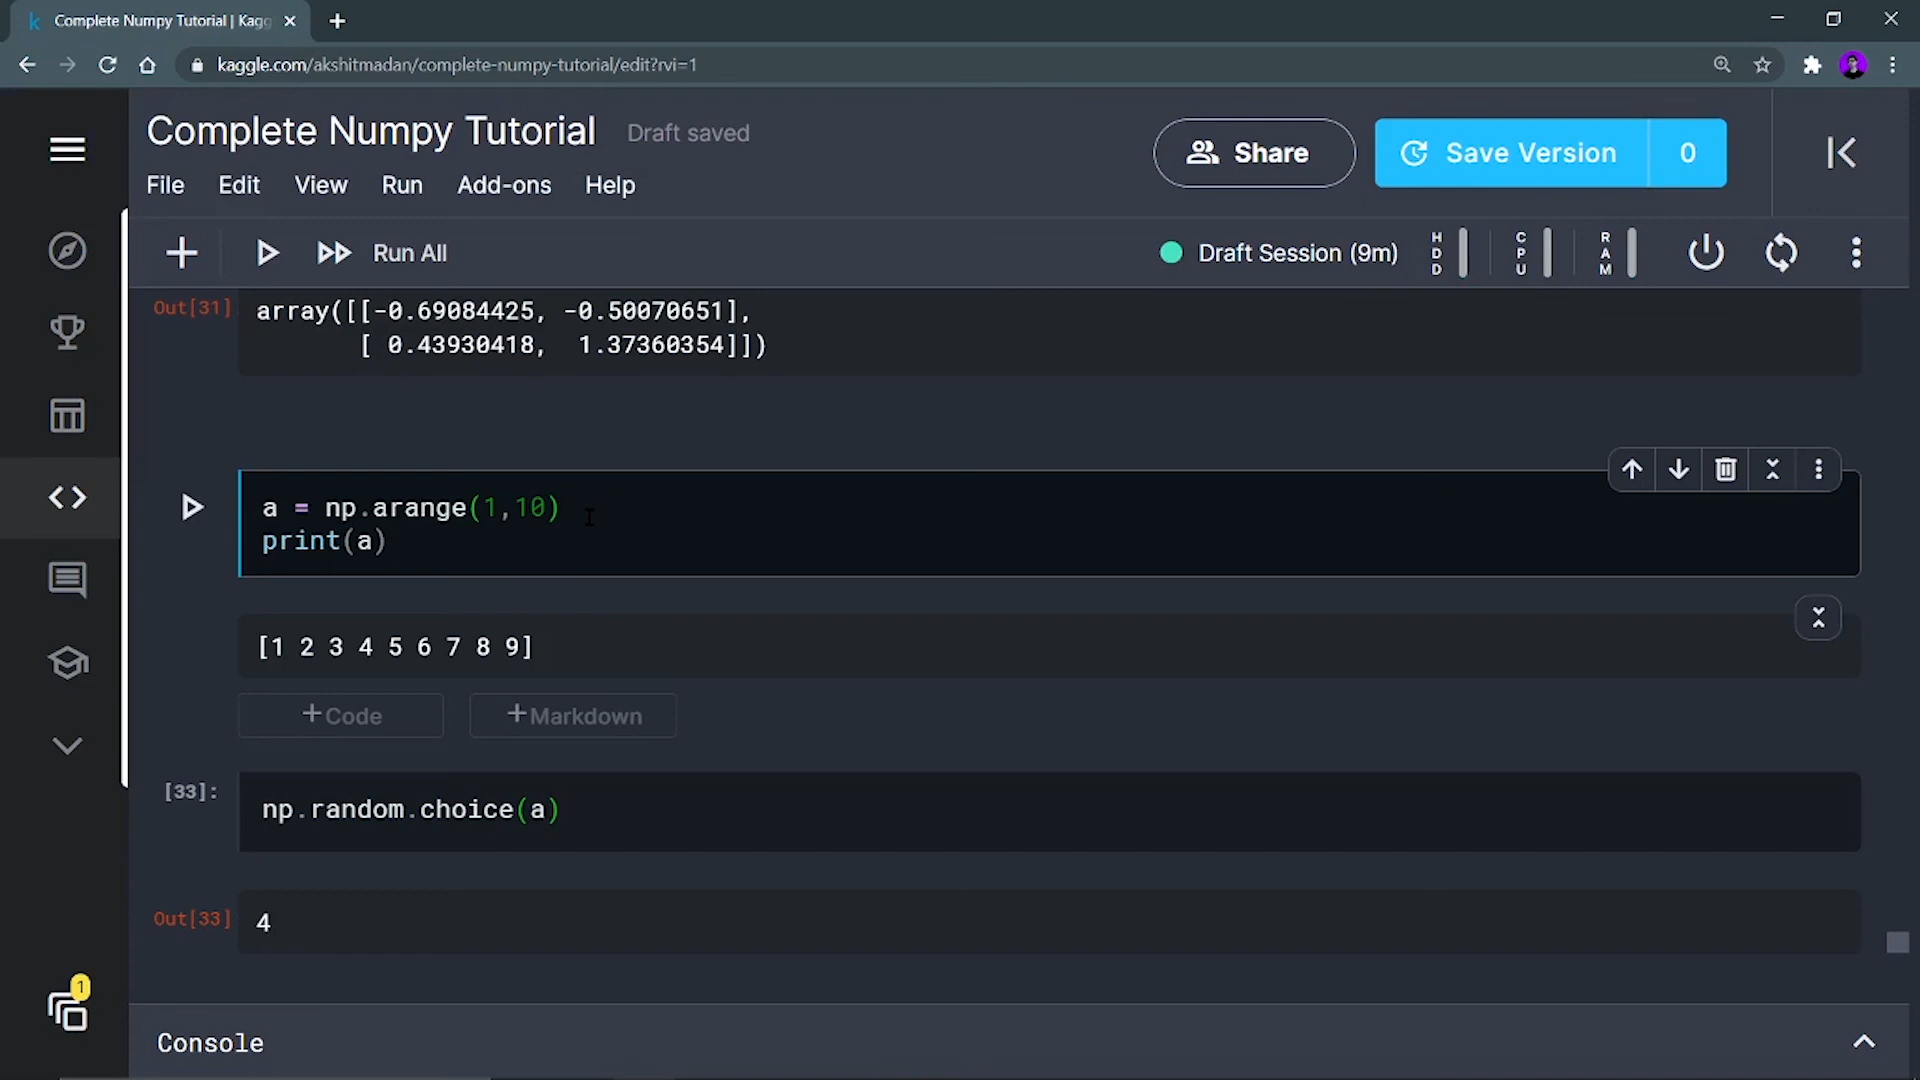 Complete Numpy Tutorial | Kagg
kaggle.com/akshitmadan/complete-numpy-tutorial/edit?rvi=1
Complete Numpy Tutorial Draft saved
Share
Save Version 0
File Edit View Run Add-ons Help
Run All
Draft Session (9m)
HDD
CPU
RAM
Out[31]
array([[-0.69084425, -0.50070651],
[ 0.43930418,  1.37360354]])
a = np.arange(1,10)
print(a)
[1 2 3 4 5 6 7 8 9]
+Code
+Markdown
[33]:
np.random.choice(a)
Out[33]
4
1
Console